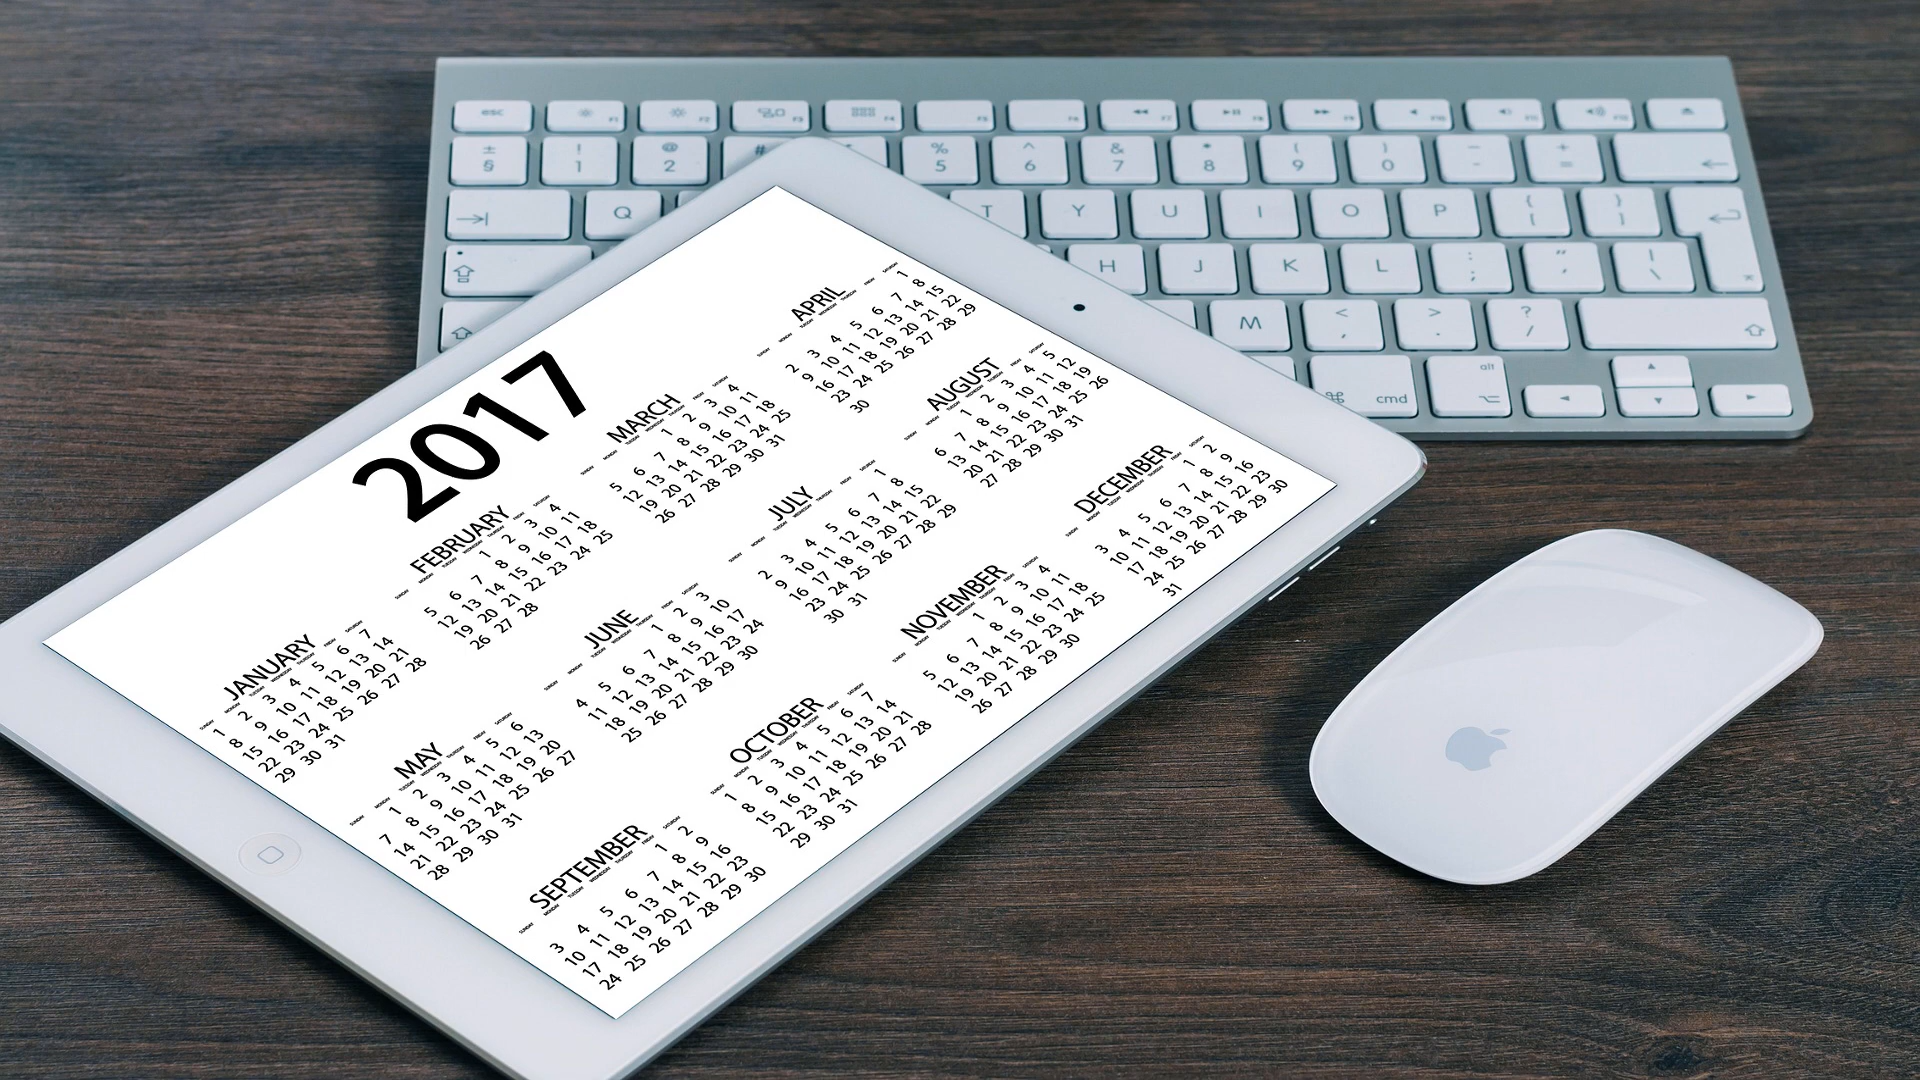 esc F1 F2 F3 F4 F5 F6 F7 F8 F9 F10 F11 F12
± ! @ # % ^ & * ( ) _ +
§ 1 2 5 6 7 8 9 0 - =
Q T Y U I O P { }
[ ]
H J K L : " |
; ' \
M < > ?
, . /
⌘ cmd alt
2017
JANUARY
1 2 3 4 5 6 7
8 9 10 11 12 13 14
15 16 17 18 19 20 21
22 23 24 25 26 27 28
29 30 31
FEBRUARY
1 2 3 4
5 6 7 8 9 10 11
12 13 14 15 16 17 18
19 20 21 22 23 24 25
26 27 28
MARCH
1 2 3 4
5 6 7 8 9 10 11
12 13 14 15 16 17 18
19 20 21 22 23 24 25
26 27 28 29 30 31
APRIL
1
2 3 4 5 6 7 8
9 10 11 12 13 14 15
16 17 18 19 20 21 22
23 24 25 26 27 28 29
30
MAY
1 2 3 4 5 6
7 8 9 10 11 12 13
14 15 16 17 18 19 20
21 22 23 24 25 26 27
28 29 30 31
JUNE
1 2 3
4 5 6 7 8 9 10
11 12 13 14 15 16 17
18 19 20 21 22 23 24
25 26 27 28 29 30
JULY
1
2 3 4 5 6 7 8
9 10 11 12 13 14 15
16 17 18 19 20 21 22
23 24 25 26 27 28 29
30 31
AUGUST
1 2 3 4 5
6 7 8 9 10 11 12
13 14 15 16 17 18 19
20 21 22 23 24 25 26
27 28 29 30 31
SEPTEMBER
1 2
3 4 5 6 7 8 9
10 11 12 13 14 15 16
17 18 19 20 21 22 23
24 25 26 27 28 29 30
OCTOBER
1 2 3 4 5 6 7
8 9 10 11 12 13 14
15 16 17 18 19 20 21
22 23 24 25 26 27 28
29 30 31
NOVEMBER
1 2 3 4
5 6 7 8 9 10 11
12 13 14 15 16 17 18
19 20 21 22 23 24 25
26 27 28 29 30
DECEMBER
1 2
3 4 5 6 7 8 9
10 11 12 13 14 15 16
17 18 19 20 21 22 23
24 25 26 27 28 29 30
31